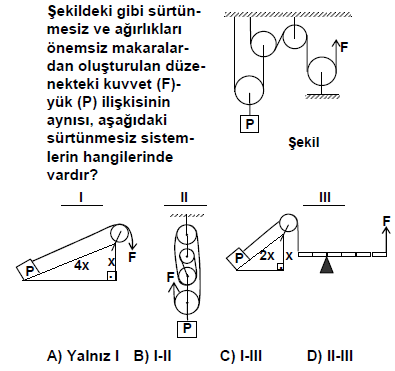 Şekildeki gibi sürtün-
mesiz ve ağırlıkları
önemsiz makaralar-
dan oluşturulan düze-
nekteki kuvvet (F)-
yük (P) ilişkisinin
aynısı, aşağıdaki
sürtünmesiz sistem-
lerin hangilerinde
vardır?
F
P
Şekil
I
P
4x
x
F
II
F
P
III
P
2x
x
F
A) Yalnız I B) I-II C) I-III D) II-III